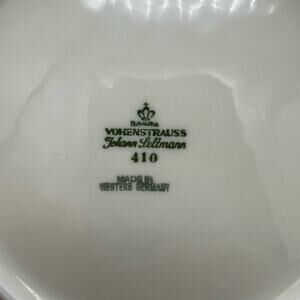 BAVARIA
VOHENSTRAUSS
Johann Seltmann
410
MADE IN
WESTERN GERMANY